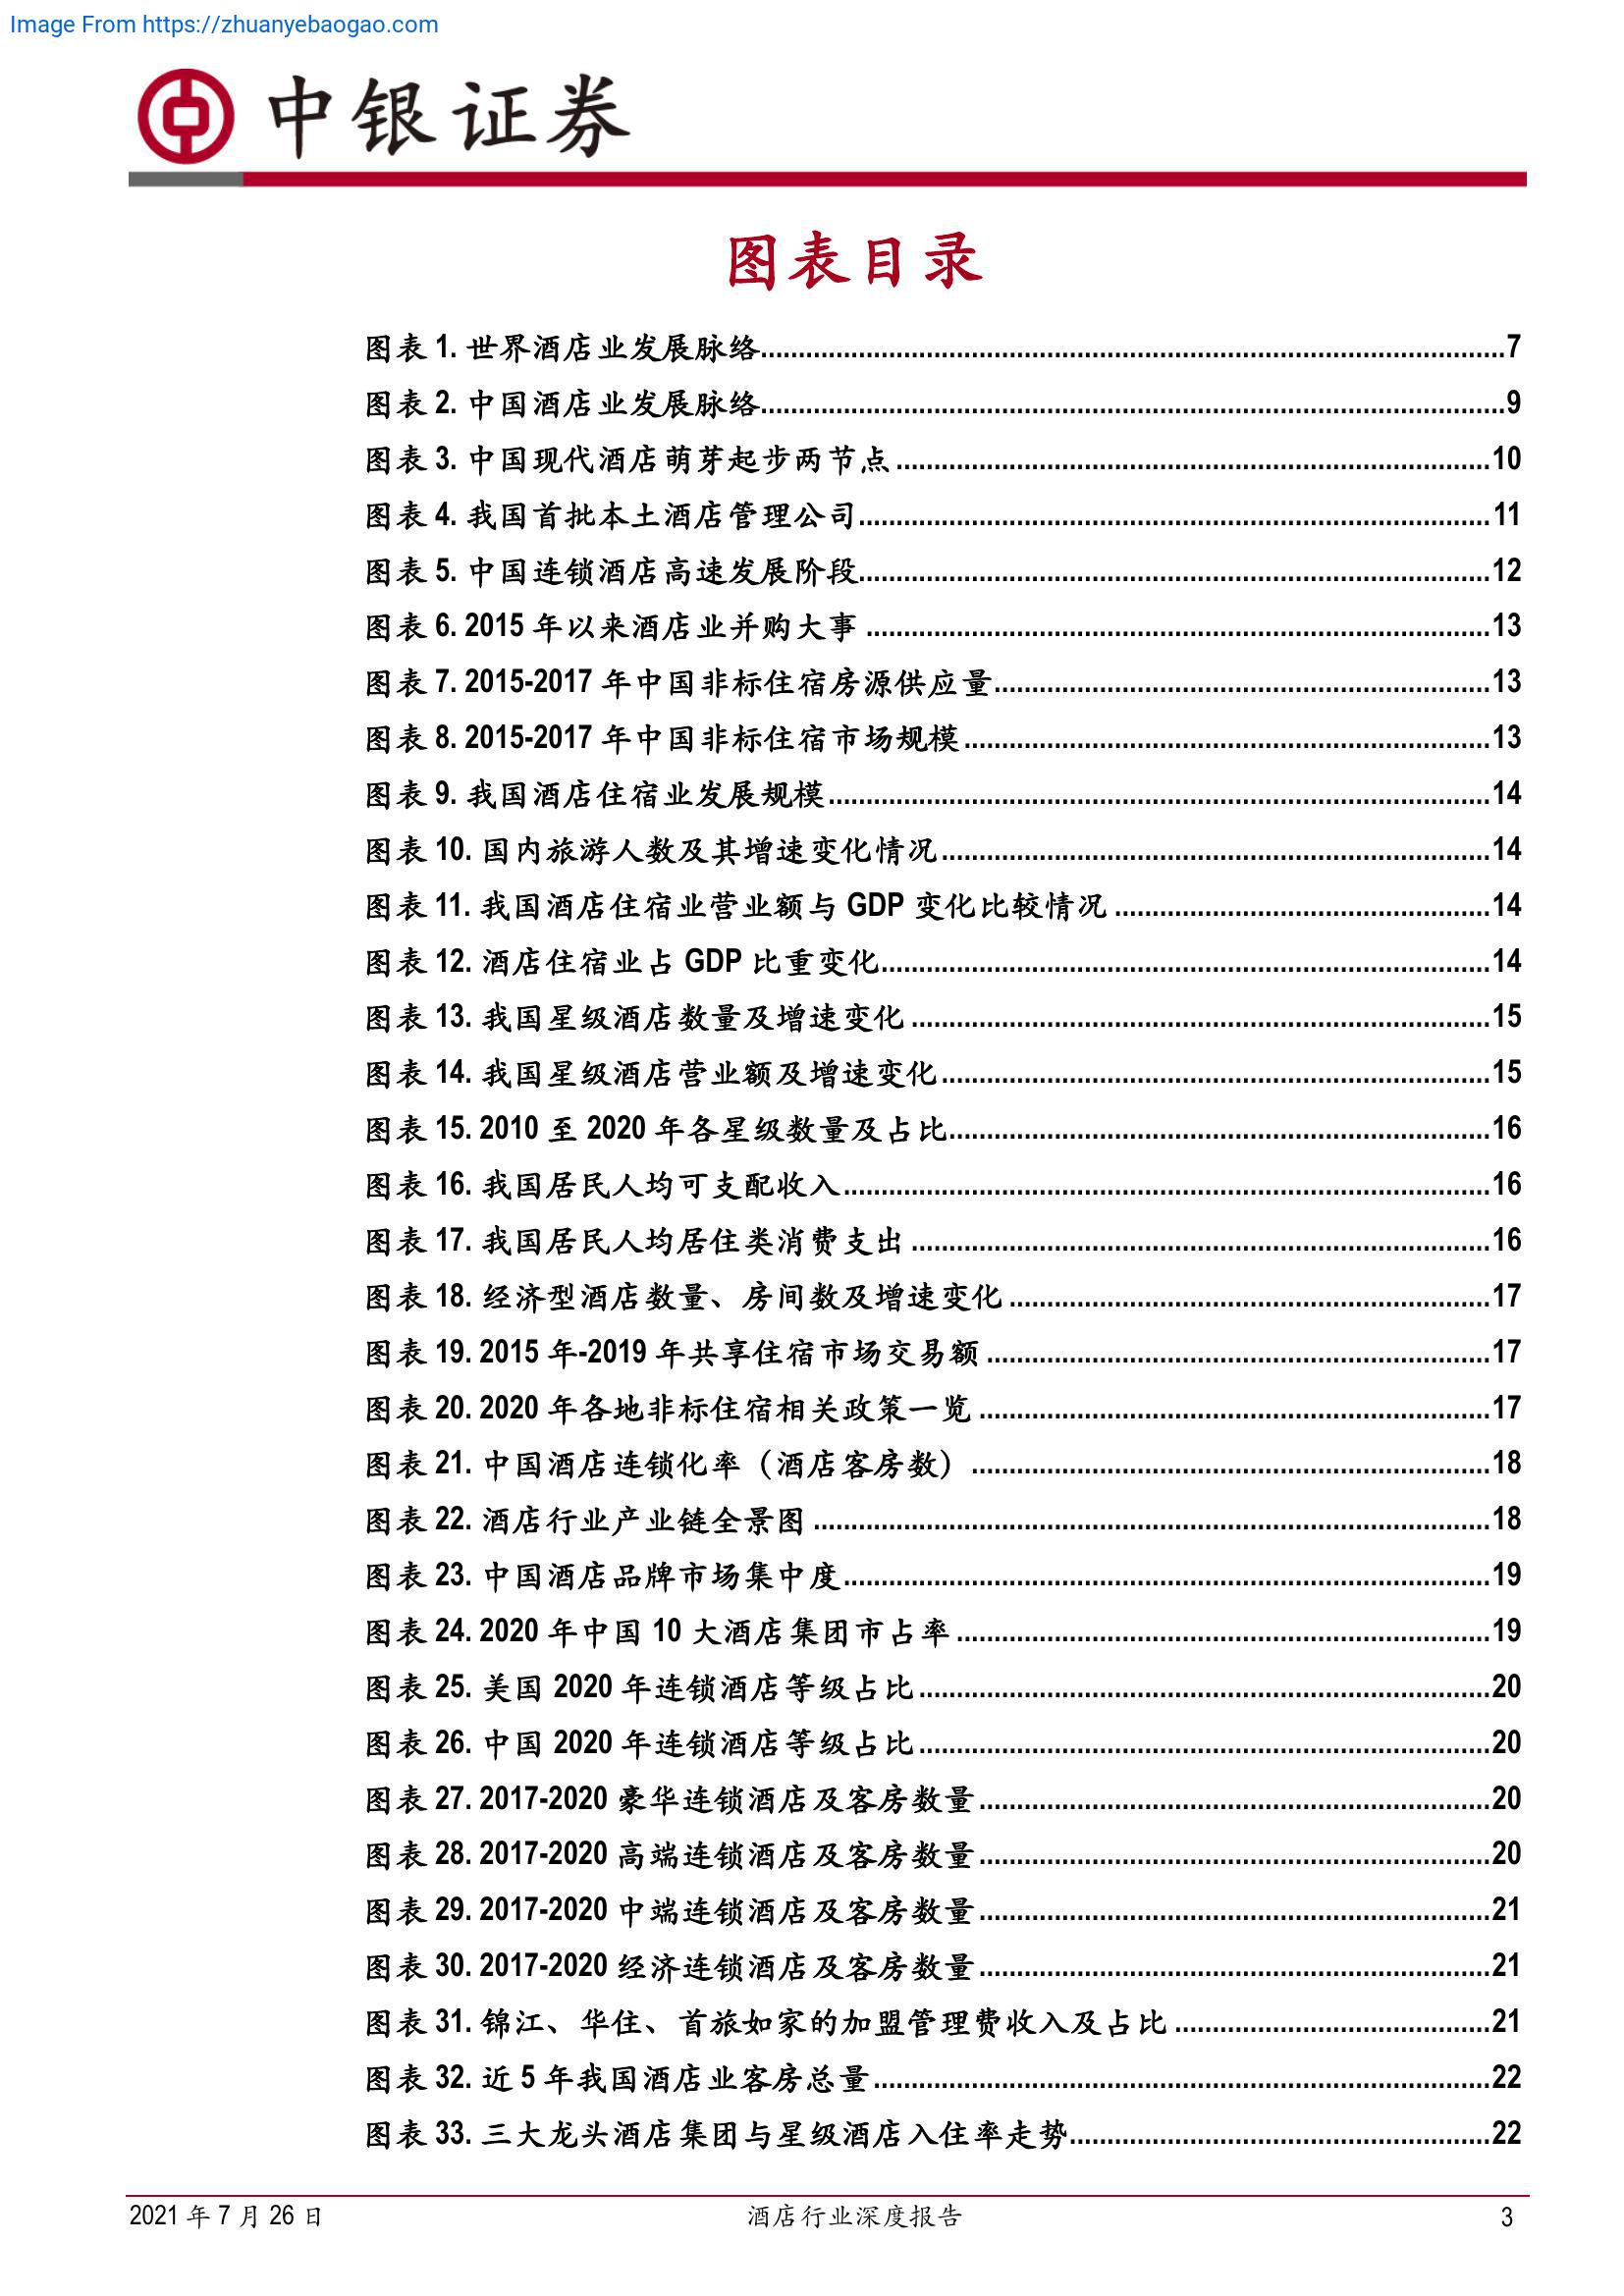 Image From https://zhuanyebaogao.com
中银证券
图表目录
图表 1. 世界酒店业发展脉络....................7
图表 2. 中国酒店业发展脉络....................9
图表 3. 中国现代酒店萌芽起步两节点....................10
图表 4. 我国首批本土酒店管理公司....................11
图表 5. 中国连锁酒店高速发展阶段....................12
图表 6. 2015 年以来酒店业并购大事....................13
图表 7. 2015-2017 年中国非标住宿房源供应量....................13
图表 8. 2015-2017 年中国非标住宿市场规模....................13
图表 9. 我国酒店住宿业发展规模....................14
图表 10. 国内旅游人数及其增速变化情况....................14
图表 11. 我国酒店住宿业营业额与 GDP 变化比较情况....................14
图表 12. 酒店住宿业占 GDP 比重变化....................14
图表 13. 我国星级酒店数量及增速变化....................15
图表 14. 我国星级酒店营业额及增速变化....................15
图表 15. 2010 至 2020 年各星级数量及占比....................16
图表 16. 我国居民人均可支配收入....................16
图表 17. 我国居民人均居住类消费支出....................16
图表 18. 经济型酒店数量、房间数及增速变化....................17
图表 19. 2015 年-2019 年共享住宿市场交易额....................17
图表 20. 2020 年各地非标住宿相关政策一览....................17
图表 21. 中国酒店连锁化率（酒店客房数）....................18
图表 22. 酒店行业产业链全景图....................18
图表 23. 中国酒店品牌市场集中度....................19
图表 24. 2020 年中国 10 大酒店集团市占率....................19
图表 25. 美国 2020 年连锁酒店等级占比....................20
图表 26. 中国 2020 年连锁酒店等级占比....................20
图表 27. 2017-2020 豪华连锁酒店及客房数量....................20
图表 28. 2017-2020 高端连锁酒店及客房数量....................20
图表 29. 2017-2020 中端连锁酒店及客房数量....................21
图表 30. 2017-2020 经济连锁酒店及客房数量....................21
图表 31. 锦江、华住、首旅如家的加盟管理费收入及占比....................21
图表 32. 近 5 年我国酒店业客房总量....................22
图表 33. 三大龙头酒店集团与星级酒店入住率走势....................22
2021 年 7 月 26 日 酒店行业深度报告 3